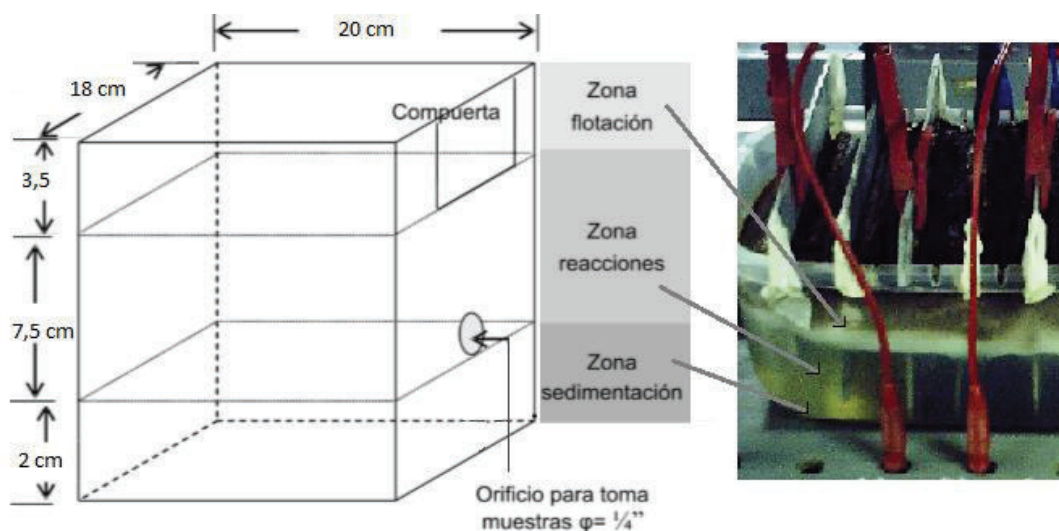 20 cm
18 cm
Compuerta
Zona
flotación
3,5
Zona
reacciones
7,5 cm
Zona
sedimentación
2 cm
Orificio para toma
muestras φ= ¼”